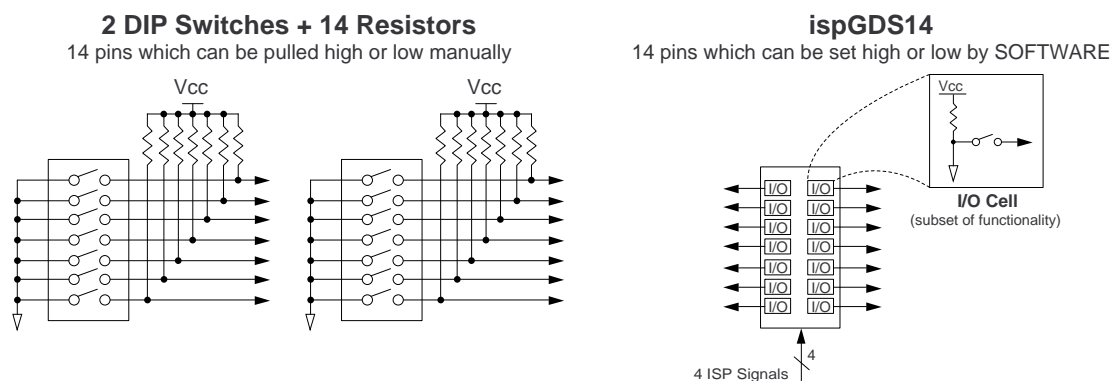 2 DIP Switches + 14 Resistors
14 pins which can be pulled high or low manually
Vcc
Vcc
ispGDS14
14 pins which can be set high or low by SOFTWARE
Vcc
I/O Cell
(subset of functionality)
I/O I/O
I/O I/O
I/O I/O
I/O I/O
I/O I/O
I/O I/O
I/O I/O
4
4 ISP Signals